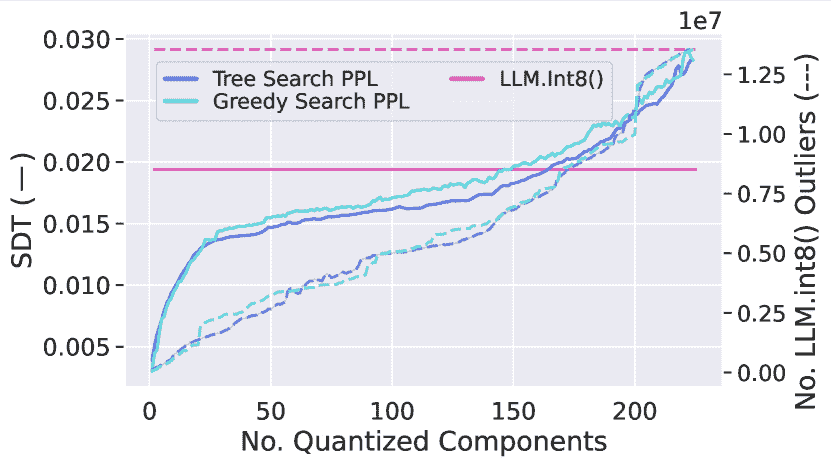 1e7
0.030
0.025
0.020
0.015
0.010
0.005
SDT (—)
Tree Search PPL
Greedy Search PPL
LLM.Int8()
1.25
1.00
0.75
0.50
0.25
0.00
No. LLM.int8() Outliers (---)
0 50 100 150 200
No. Quantized Components